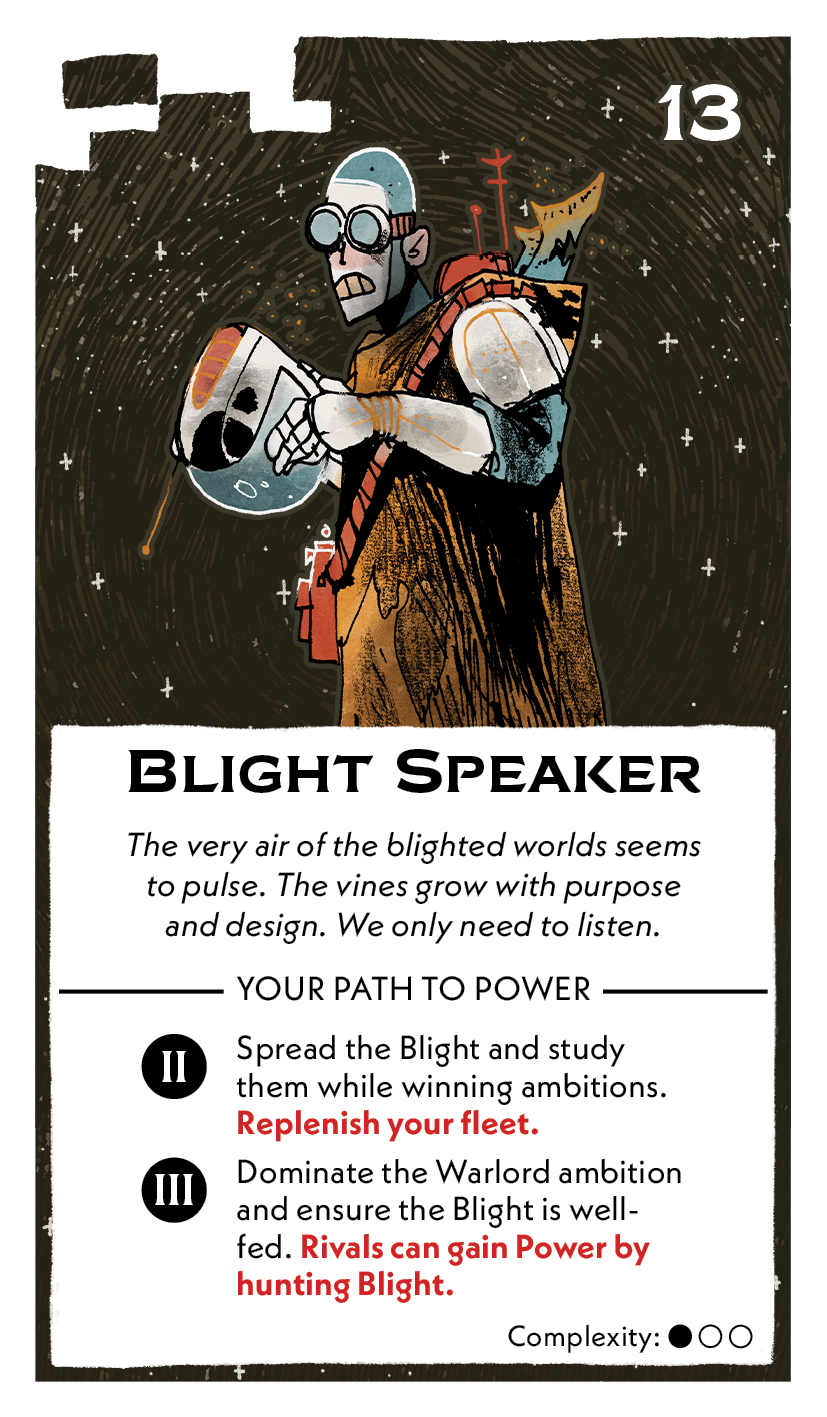 13
Blight Speaker
The very air of the blighted worlds seems
to pulse. The vines grow with purpose
and design. We only need to listen.
YOUR PATH TO POWER
II Spread the Blight and study
them while winning ambitions.
Replenish your fleet.
III Dominate the Warlord ambition
and ensure the Blight is well-
fed. Rivals can gain Power by
hunting Blight.
Complexity: